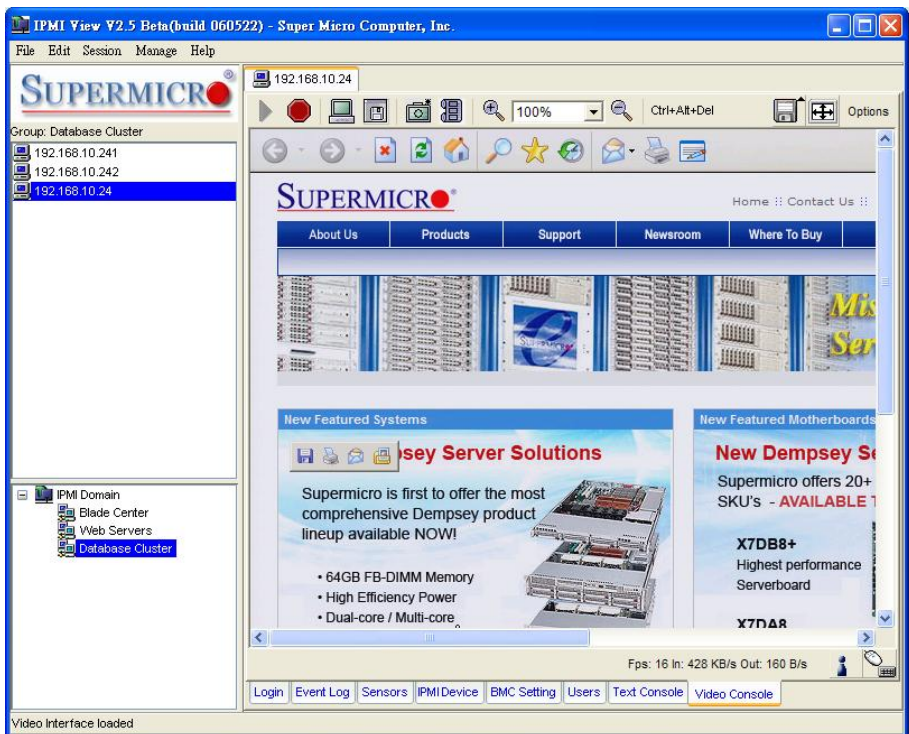 IPMI View V2.5 Beta(build 060522) - Super Micro Computer, Inc.
File Edit Session Manage Help
SUPERMICRO®
Group: Database Cluster
192.168.10.241
192.168.10.242
192.168.10.24
IPMI Domain
Blade Center
Web Servers
Database Cluster
192.168.10.24
100% Ctrl+Alt+Del Options
SUPERMICRO®
Home Contact Us
About Us Products Support Newsroom Where To Buy
Mis
Ser
New Featured Systems
psey Server Solutions
Supermicro is first to offer the most
comprehensive Dempsey product
lineup available NOW!
• 64GB FB-DIMM Memory
• High Efficiency Power
• Dual-core / Multi-core
New Featured Motherboards
New Dempsey Se
Supermicro offers 20+
SKU's - AVAILABLE T
X7DB8+
Highest performance
Serverboard
X7DA8
Fps: 16 In: 428 KB/s Out: 160 B/s
Login Event Log Sensors IPMI Device BMC Setting Users Text Console Video Console
Video Interface loaded